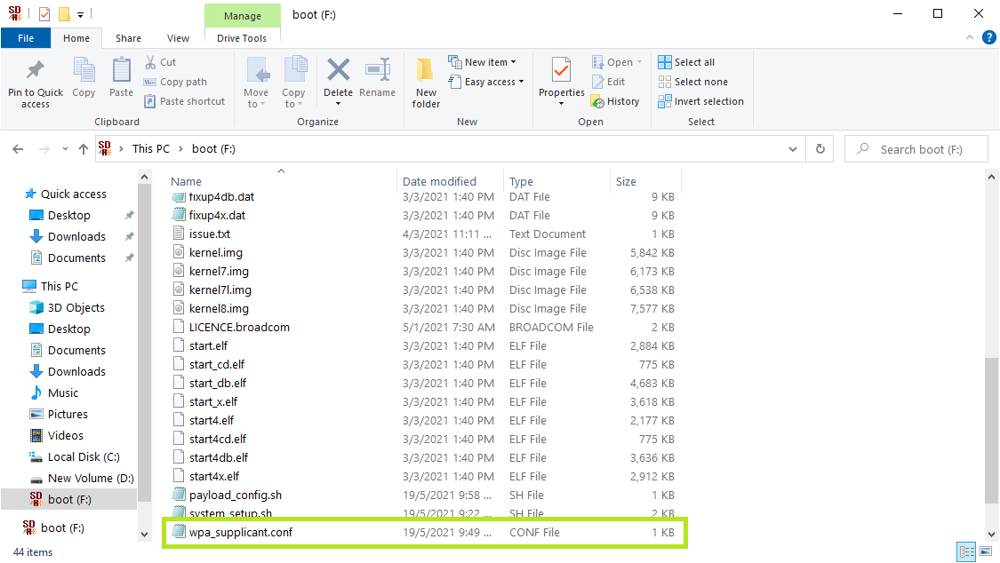 Manage
boot (F:)
File
Home
Share
View
Drive Tools
Pin to Quick access
Copy
Paste
Cut
Copy path
Paste shortcut
Clipboard
Move to
Copy to
Delete
Rename
Organize
New folder
New item
Easy access
New
Properties
Open
Edit
History
Open
Select all
Select none
Invert selection
Select
This PC > boot (F:)
Search boot (F:)
Quick access
Desktop
Downloads
Documents
This PC
3D Objects
Desktop
Documents
Downloads
Music
Pictures
Videos
Local Disk (C:)
New Volume (D:)
boot (F:)
boot (F:)
Name Date modified Type Size
fixup4db.dat 3/3/2021 1:40 PM DAT File 9 KB
fixup4x.dat 3/3/2021 1:40 PM DAT File 9 KB
issue.txt 4/3/2021 11:11 ... Text Document 1 KB
kernel.img 3/3/2021 1:40 PM Disc Image File 5,842 KB
kernel7.img 3/3/2021 1:40 PM Disc Image File 6,173 KB
kernel7l.img 3/3/2021 1:40 PM Disc Image File 6,538 KB
kernel8.img 3/3/2021 1:40 PM Disc Image File 7,577 KB
LICENCE.broadcom 5/1/2021 7:30 AM BROADCOM File 2 KB
start.elf 3/3/2021 1:40 PM ELF File 2,884 KB
start_cd.elf 3/3/2021 1:40 PM ELF File 775 KB
start_db.elf 3/3/2021 1:40 PM ELF File 4,683 KB
start_x.elf 3/3/2021 1:40 PM ELF File 3,618 KB
start4.elf 3/3/2021 1:40 PM ELF File 2,177 KB
start4cd.elf 3/3/2021 1:40 PM ELF File 775 KB
start4db.elf 3/3/2021 1:40 PM ELF File 3,636 KB
start4x.elf 3/3/2021 1:40 PM ELF File 2,912 KB
payload_config.sh 19/5/2021 9:58 ... SH File 1 KB
system_setup.sh 19/5/2021 9:22 ... SH File 2 KB
wpa_supplicant.conf 19/5/2021 9:49 ... CONF File 1 KB
44 items